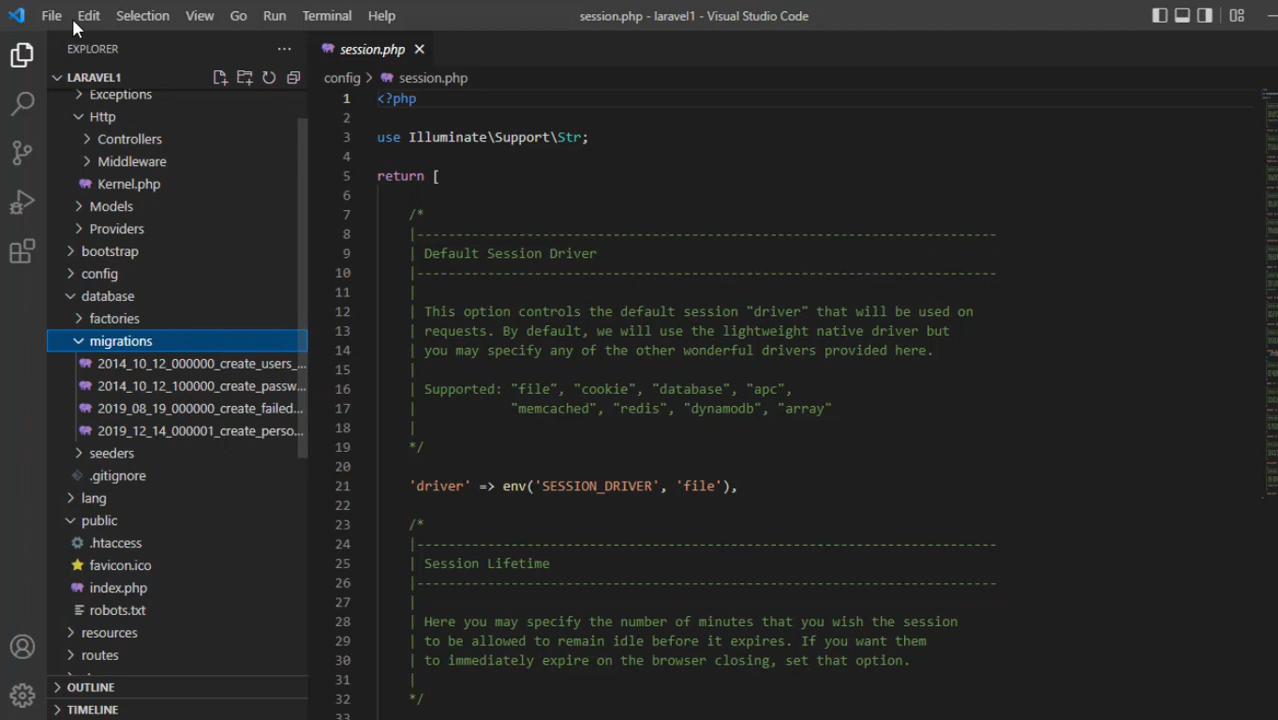 File Edit Selection View Go Run Terminal Help session.php - laravel1 - Visual Studio Code
EXPLORER
LARAVEL1
Exceptions
Http
Controllers
Middleware
Kernel.php
Models
Providers
bootstrap
config
database
factories
migrations
2014_10_12_000000_create_users_...
2014_10_12_100000_create_passw...
2019_08_19_000000_create_failed...
2019_12_14_000001_create_perso...
seeders
.gitignore
lang
public
.htaccess
favicon.ico
index.php
robots.txt
resources
routes
OUTLINE
TIMELINE
session.php
config > session.php
1 <?php
2
3 use Illuminate\Support\Str;
4
5 return [
6
7 /*
8 |--------------------------------------------------------------------------
9 | Default Session Driver
10 |--------------------------------------------------------------------------
11 |
12 | This option controls the default session "driver" that will be used on
13 | requests. By default, we will use the lightweight native driver but
14 | you may specify any of the other wonderful drivers provided here.
15 |
16 | Supported: "file", "cookie", "database", "apc",
17 | "memcached", "redis", "dynamodb", "array"
18 |
19 */
20
21 'driver' => env('SESSION_DRIVER', 'file'),
22
23 /*
24 |--------------------------------------------------------------------------
25 | Session Lifetime
26 |--------------------------------------------------------------------------
27 |
28 | Here you may specify the number of minutes that you wish the session
29 | to be allowed to remain idle before it expires. If you want them
30 | to immediately expire on the browser closing, set that option.
31 |
32 */
33